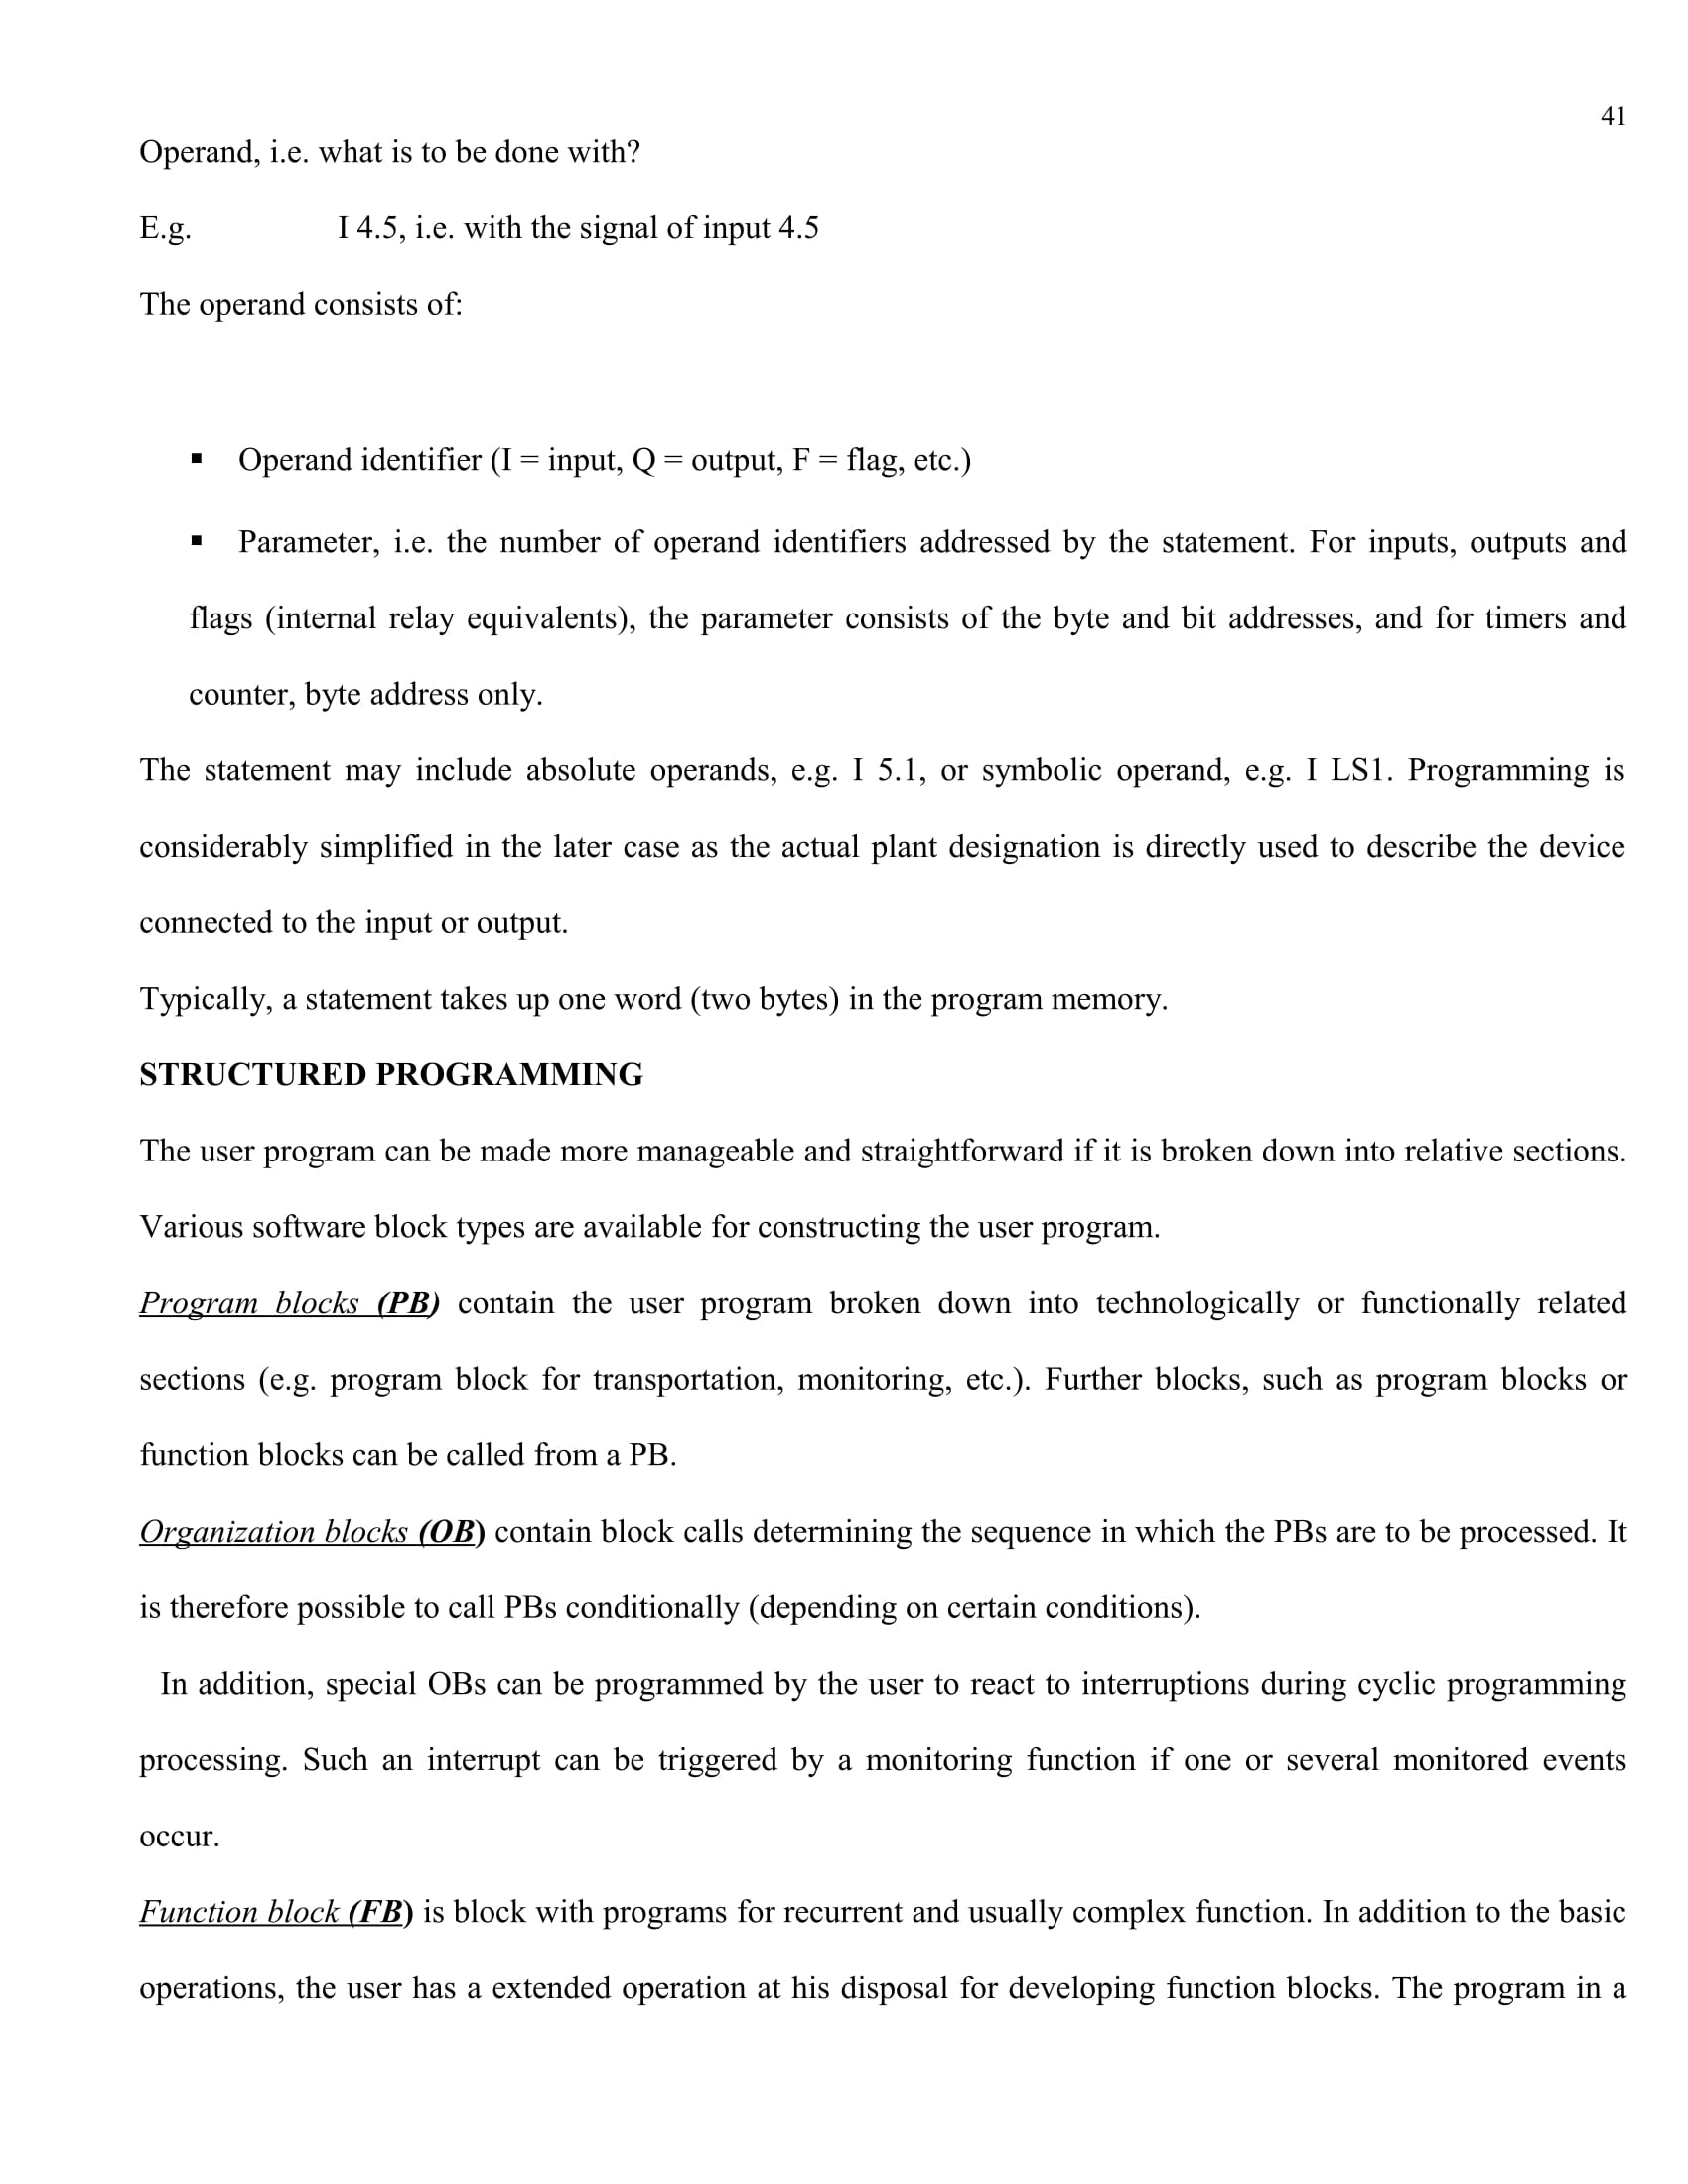 41
Operand, i.e. what is to be done with?
E.g. I 4.5, i.e. with the signal of input 4.5
The operand consists of:
▪ Operand identifier (I = input, Q = output, F = flag, etc.)
▪ Parameter, i.e. the number of operand identifiers addressed by the statement. For inputs, outputs and
flags (internal relay equivalents), the parameter consists of the byte and bit addresses, and for timers and
counter, byte address only.
The statement may include absolute operands, e.g. I 5.1, or symbolic operand, e.g. I LS1. Programming is
considerably simplified in the later case as the actual plant designation is directly used to describe the device
connected to the input or output.
Typically, a statement takes up one word (two bytes) in the program memory.
STRUCTURED PROGRAMMING
The user program can be made more manageable and straightforward if it is broken down into relative sections.
Various software block types are available for constructing the user program.
Program blocks (PB) contain the user program broken down into technologically or functionally related
sections (e.g. program block for transportation, monitoring, etc.). Further blocks, such as program blocks or
function blocks can be called from a PB.
Organization blocks (OB) contain block calls determining the sequence in which the PBs are to be processed. It
is therefore possible to call PBs conditionally (depending on certain conditions).
In addition, special OBs can be programmed by the user to react to interruptions during cyclic programming
processing. Such an interrupt can be triggered by a monitoring function if one or several monitored events
occur.
Function block (FB) is block with programs for recurrent and usually complex function. In addition to the basic
operations, the user has a extended operation at his disposal for developing function blocks. The program in a